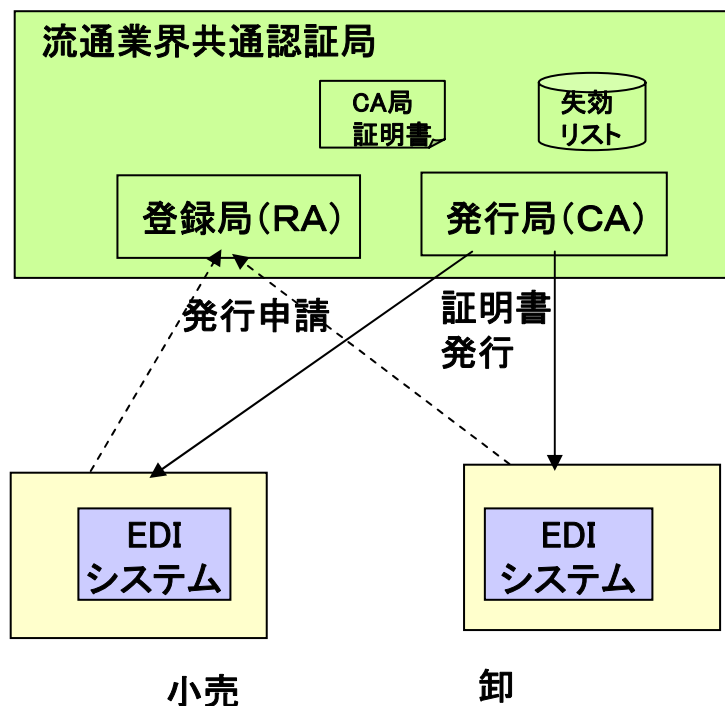 流通業界共通認証局
CA局
証明書
失効
リスト
登録局(RA)
発行局(CA)
発行申請
証明書
発行
EDI
システム
EDI
システム
小売
卸